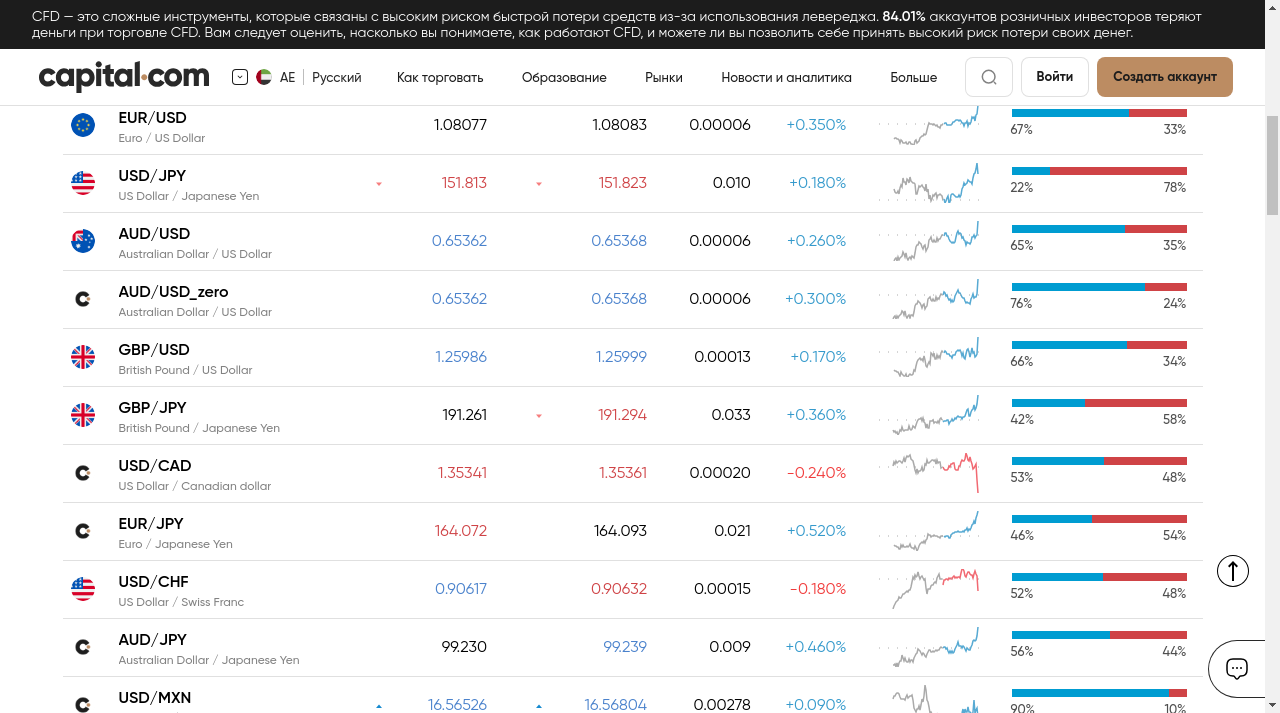 CFD — это сложные инструменты, которые связаны с высоким риском быстрой потери средств из-за использования левереджа. 84.01% аккаунтов розничных инвесторов теряют
деньги при торговле CFD. Вам следует оценить, насколько вы понимаете, как работают CFD, и можете ли вы позволить себе принять высокий риск потери своих денег.
capital.com AE Русский Как торговать Образование Рынки Новости и аналитика Больше Войти Создать аккаунт
EUR/USD 1.08077 1.08083 0.00006 +0.350%
Euro / US Dollar 67% 33%
USD/JPY 151.813 151.823 0.010 +0.180%
US Dollar / Japanese Yen 22% 78%
AUD/USD 0.65362 0.65368 0.00006 +0.260%
Australian Dollar / US Dollar 65% 35%
AUD/USD_zero 0.65362 0.65368 0.00006 +0.300%
Australian Dollar / US Dollar 76% 24%
GBP/USD 1.25986 1.25999 0.00013 +0.170%
British Pound / US Dollar 66% 34%
GBP/JPY 191.261 191.294 0.033 +0.360%
British Pound / Japanese Yen 42% 58%
USD/CAD 1.35341 1.35361 0.00020 -0.240%
US Dollar / Canadian dollar 53% 48%
EUR/JPY 164.072 164.093 0.021 +0.520%
Euro / Japanese Yen 46% 54%
USD/CHF 0.90617 0.90632 0.00015 -0.180%
US Dollar / Swiss Franc 52% 48%
AUD/JPY 99.230 99.239 0.009 +0.460%
Australian Dollar / Japanese Yen 56% 44%
USD/MXN 16.56526 16.56804 0.00278 +0.090%
90% 10%